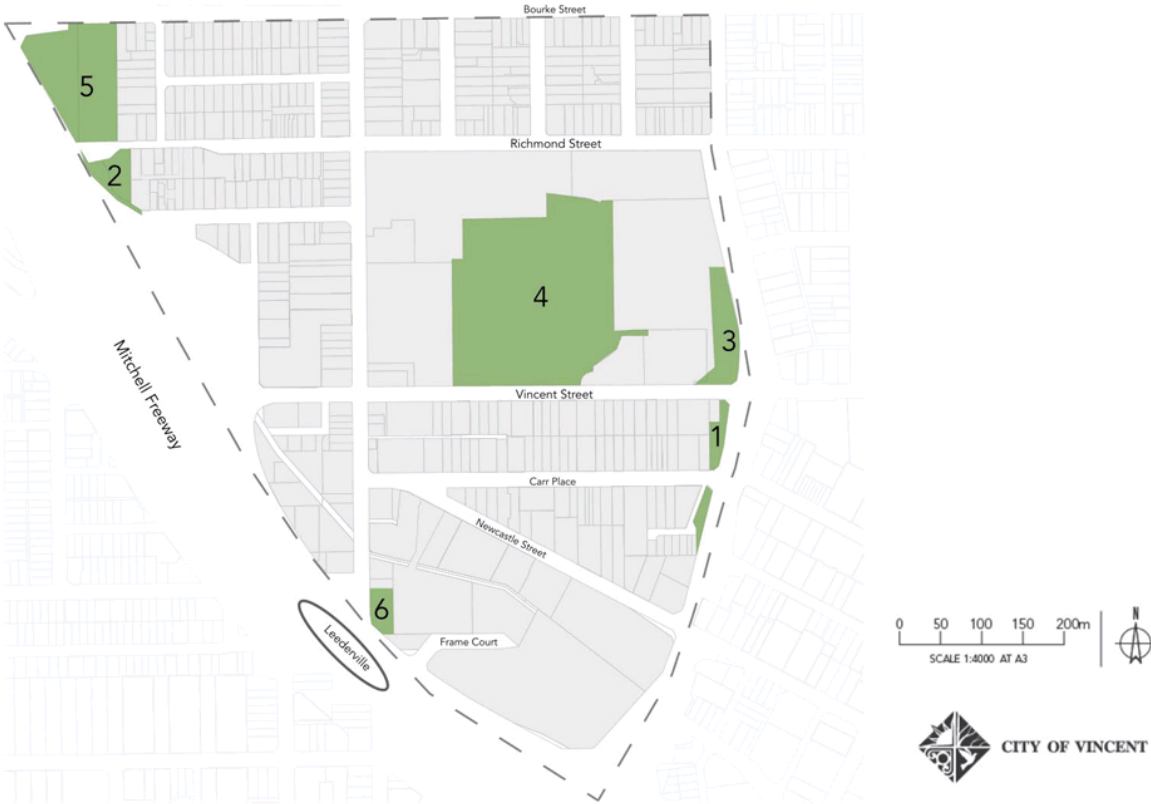 Bourke Street
5
Richmond Street
2
4
3
Mitchell Freeway
Vincent Street
1
Carr Place
Newcastle Street
6
Frame Court
Leederville
0 50 100 150 200m
SCALE 1:4000 AT A3
N
CITY OF VINCENT